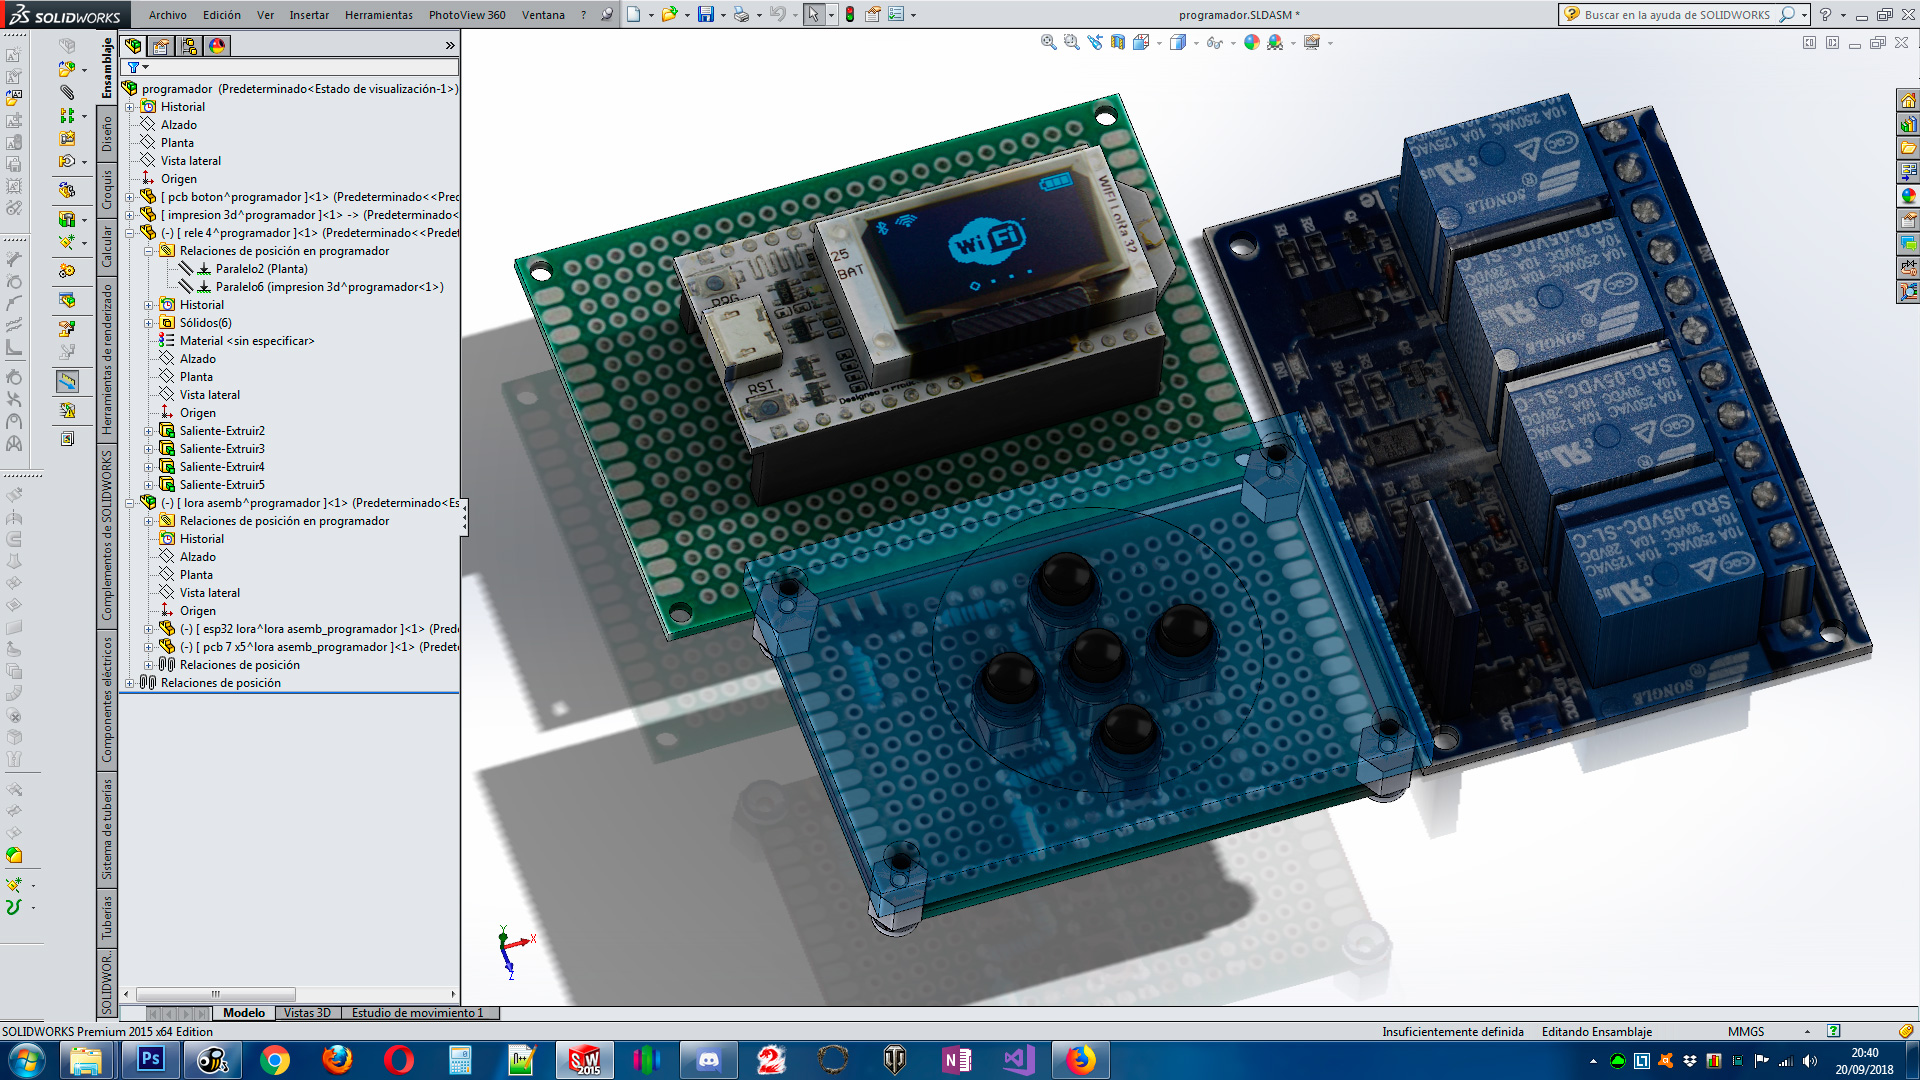 SOLIDWORKS
Archivo Edición Ver Insertar Herramientas PhotoView 360 Ventana ?
programador.SLDASM *
Buscar en la ayuda de SOLIDWORKS
Ensamblaje
Diseño
Croquis
Calcular
Herramientas de renderizado
Complementos de SOLIDWORKS
Componentes eléctricos
Sistema de tuberías
Tuberías
SOLIDWOR...
programador (Predeterminado<Estado de visualización-1>)
Historial
Alzado
Planta
Vista lateral
Origen
[ pcb boton^programador ]<1> (Predeterminado<<Pred
[ impresion 3d^programador ]<1> -> (Predeterminado<
(-) [ rele 4^programador ]<1> (Predeterminado<<Predet
Relaciones de posición en programador
Paralelo2 (Planta)
Paralelo6 (impresion 3d^programador<1>)
Historial
Sólidos(6)
Material <sin especificar>
Alzado
Planta
Vista lateral
Origen
Saliente-Extruir2
Saliente-Extruir3
Saliente-Extruir4
Saliente-Extruir5
(-) [ lora asemb^programador ]<1> (Predeterminado<Es
Relaciones de posición en programador
Historial
Alzado
Planta
Vista lateral
Origen
(-) [ esp32 lora^lora asemb_programador ]<1> (Prede
(-) [ pcb 7 x5^lora asemb_programador ]<1> (Predet
Relaciones de posición
Relaciones de posición
WIFI LoRa 32
WiFi
25
BAT
PRG
RST
Designed
10A 250VAC 10A 125VAC
SONGLE
SRD-05VDC-SL-C
10A 250VAC 10A 125VAC
10A 30VDC 10A 28VDC
SONGLE
Y
X
Z
Modelo Vistas 3D Estudio de movimiento 1
SOLIDWORKS Premium 2015 x64 Edition
Insuficientemente definida Editando Ensamblaje MMGS
Ps
SW 2015
N
20:40
20/09/2018